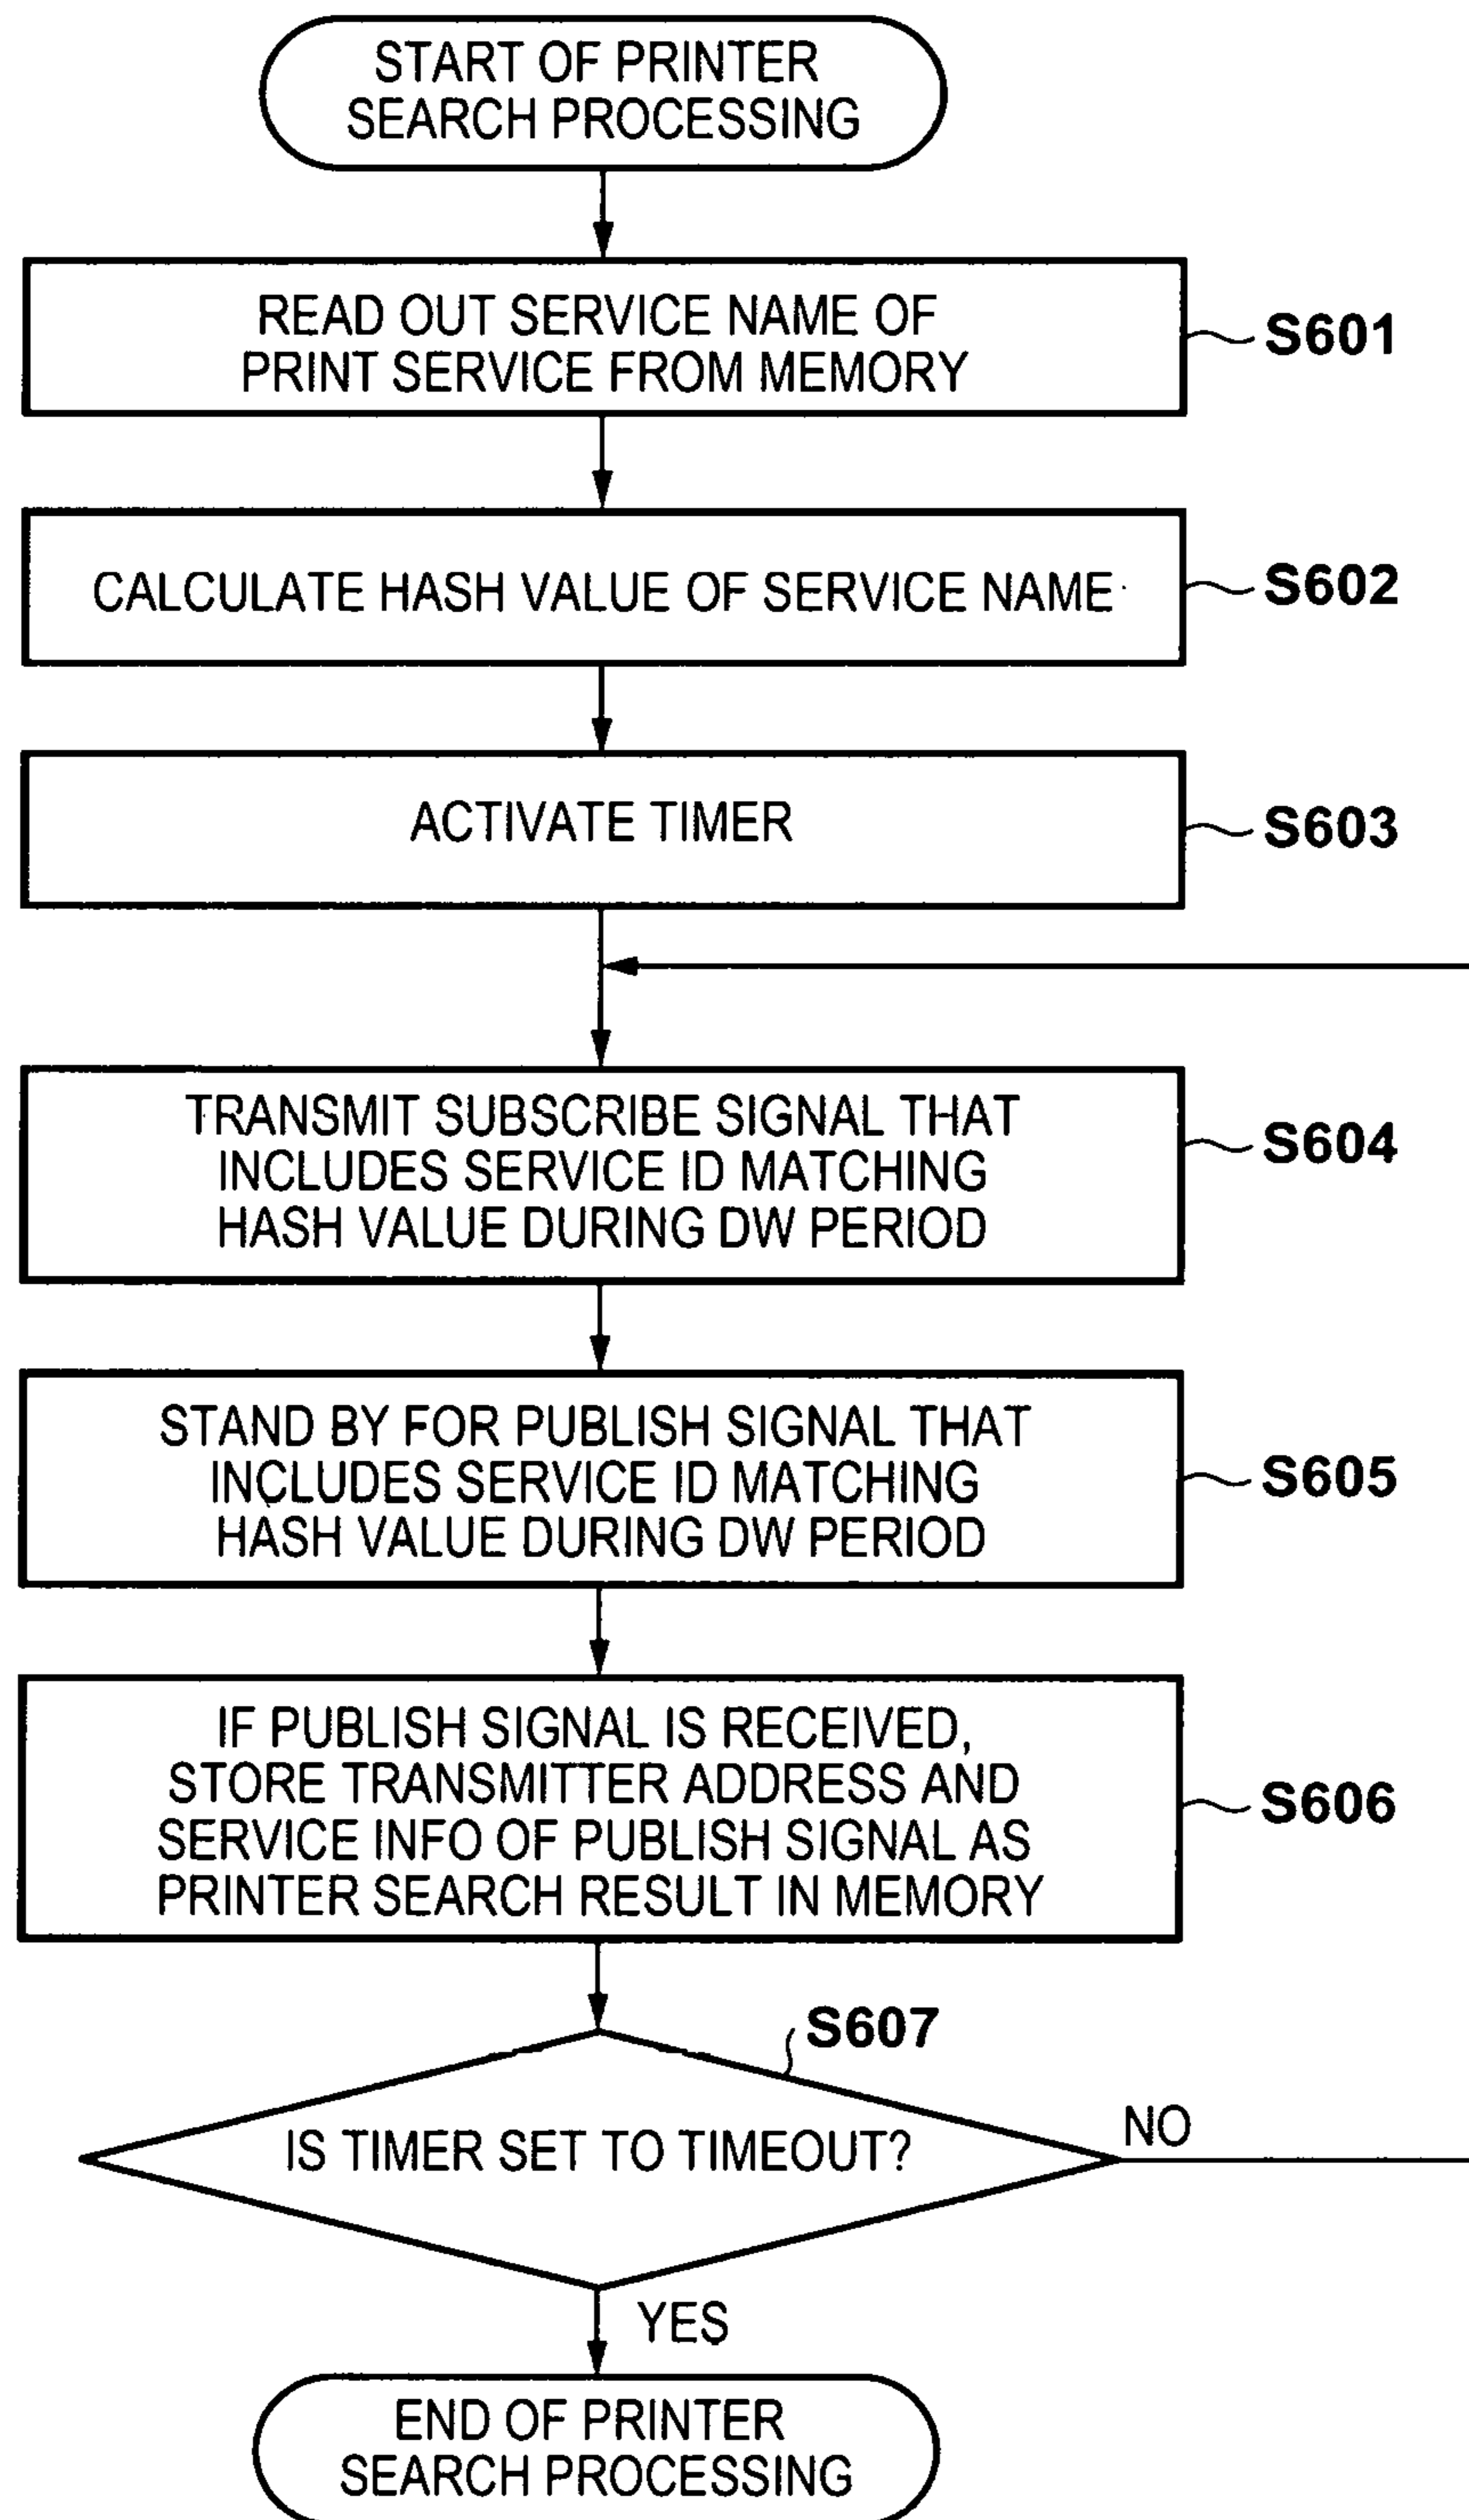 START OF PRINTER
SEARCH PROCESSING
READ OUT SERVICE NAME OF
PRINT SERVICE FROM MEMORY
S601
CALCULATE HASH VALUE OF SERVICE NAME
S602
ACTIVATE TIMER
S603
TRANSMIT SUBSCRIBE SIGNAL THAT
INCLUDES SERVICE ID MATCHING
HASH VALUE DURING DW PERIOD
S604
STAND BY FOR PUBLISH SIGNAL THAT
INCLUDES SERVICE ID MATCHING
HASH VALUE DURING DW PERIOD
S605
IF PUBLISH SIGNAL IS RECEIVED,
STORE TRANSMITTER ADDRESS AND
SERVICE INFO OF PUBLISH SIGNAL AS
PRINTER SEARCH RESULT IN MEMORY
S606
S607
IS TIMER SET TO TIMEOUT?
NO
YES
END OF PRINTER
SEARCH PROCESSING